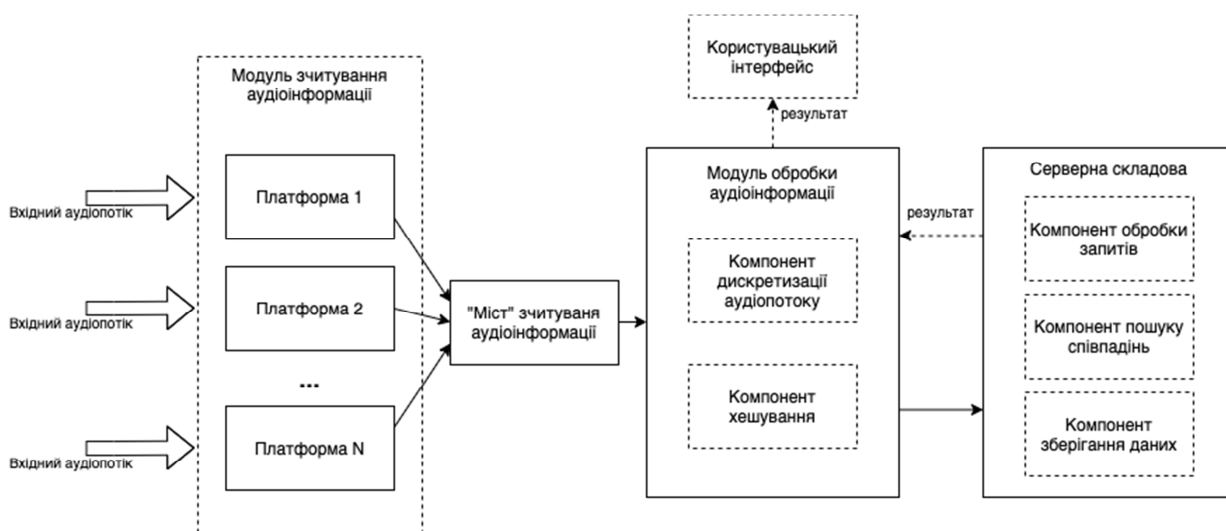 Модуль зчитування
аудіоінформації
Вхідний аудіопотік
Платформа 1
Вхідний аудіопотік
Платформа 2
...
Вхідний аудіопотік
Платформа N
"Міст" зчитуваня
аудіоінформації
Користувацький
інтерфейс
результат
Модуль обробки
аудіоінформації
Компонент
дискретизації
аудіопотоку
Компонент
хешування
результат
Серверна складова
Компонент обробки
запитів
Компонент пошуку
співпадінь
Компонент
зберігання даних